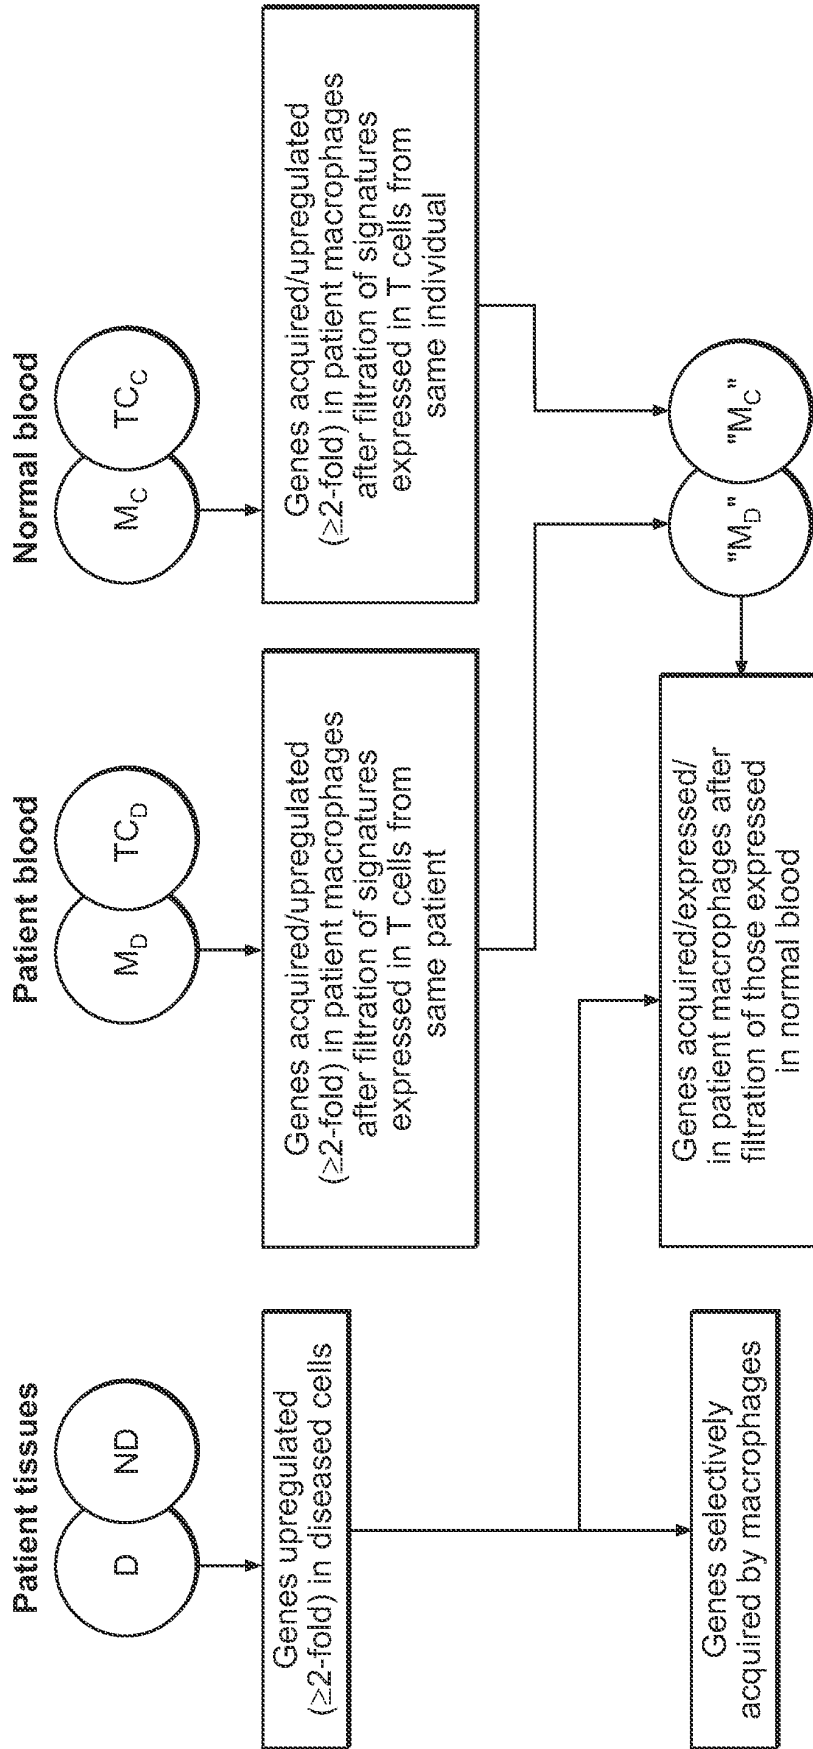 Patient tissues
D
ND
Genes upregulated
(≥2-fold) in diseased cells
Genes selectively
acquired by macrophages
Patient blood
M_D
TC_D
Genes acquired/upregulated
(≥2-fold) in patient macrophages
after filtration of signatures
expressed in T cells from
same patient
Genes acquired/expressed/
in patient macrophages after
filtration of those expressed
in normal blood
Normal blood
M_C
TC_C
Genes acquired/upregulated
(≥2-fold) in patient macrophages
after filtration of signatures
expressed in T cells from
same individual
"M_D"
"M_C"